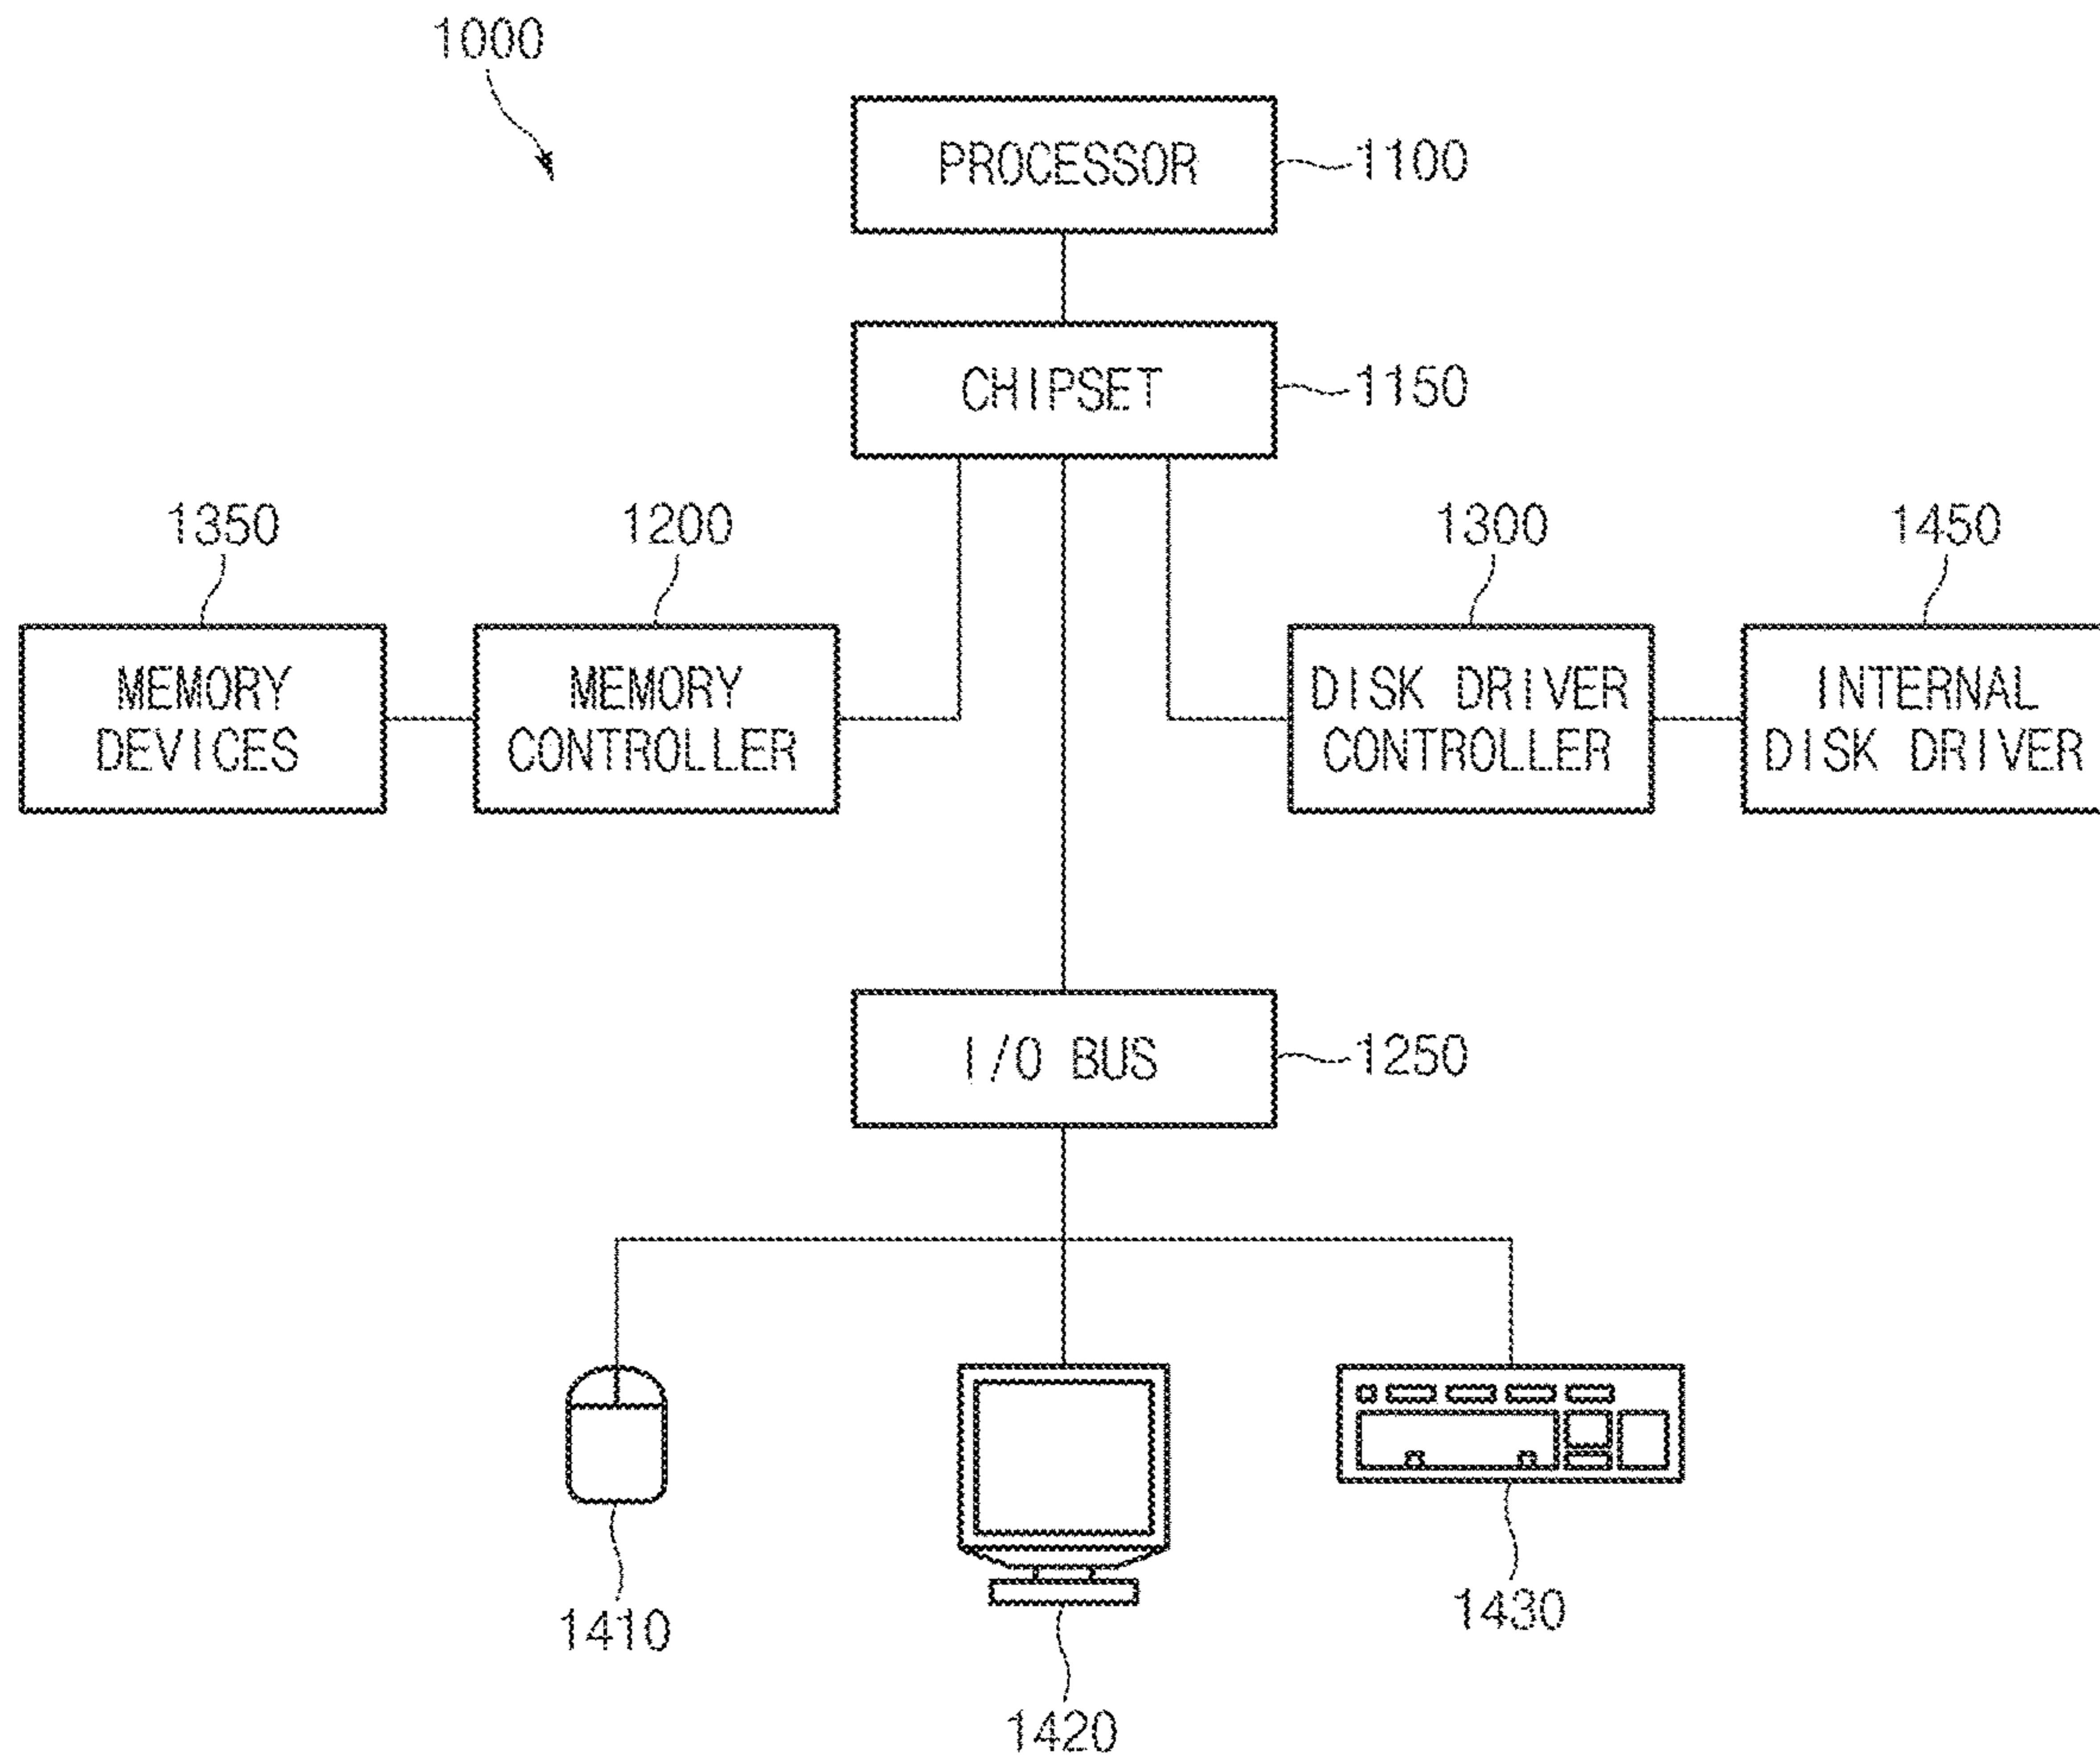 1000
PROCESSOR
1100
CHIPSET
1150
1350
1200
1300
1450
MEMORY
DEVICES
MEMORY
CONTROLLER
DISK DRIVER
CONTROLLER
INTERNAL
DISK DRIVER
I/O BUS
1250
1410
1420
1430